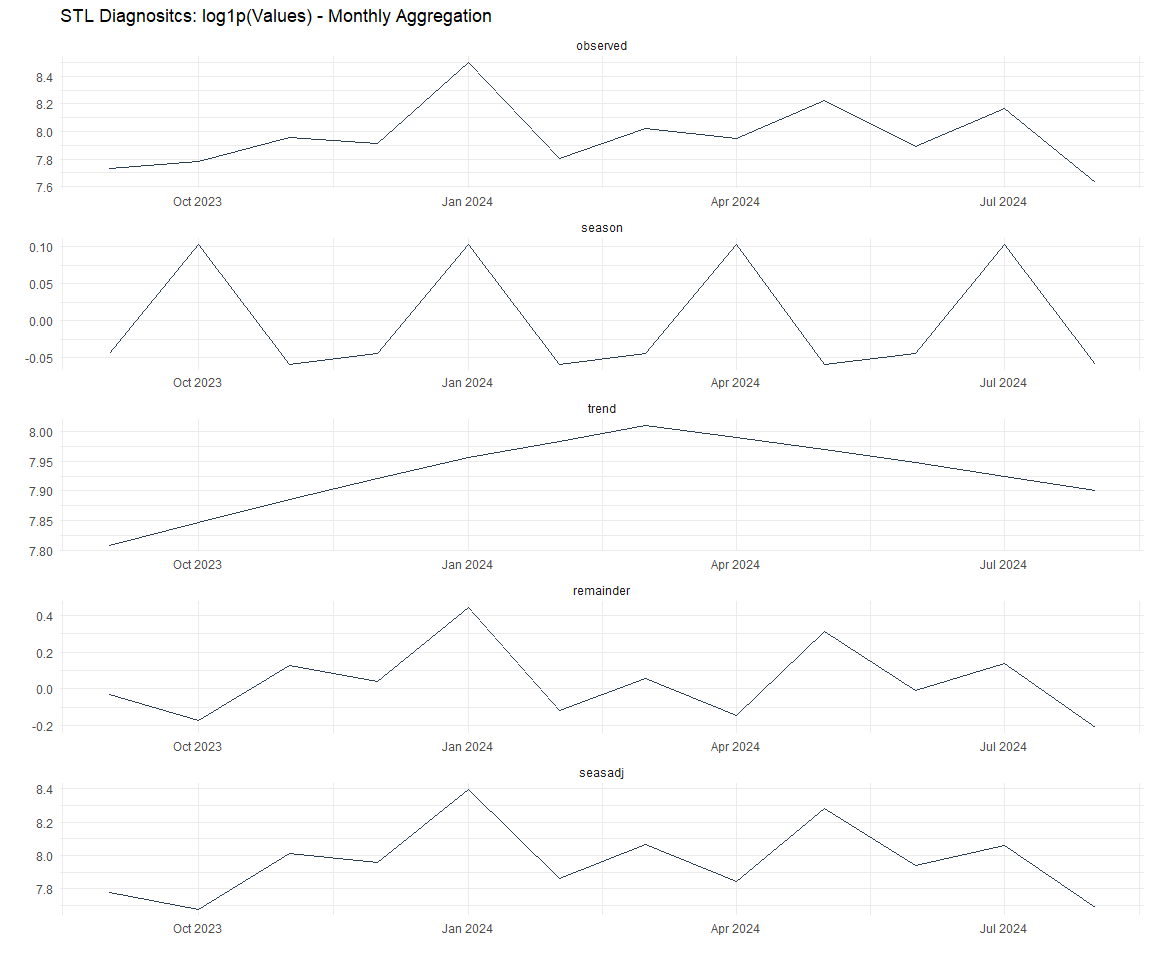 STL Diagnositcs: log1p(Values) - Monthly Aggregation
observed
8.4
8.2
8.0
7.8
7.6
Oct 2023 Jan 2024 Apr 2024 Jul 2024
season
0.10
0.05
0.00
-0.05
Oct 2023 Jan 2024 Apr 2024 Jul 2024
trend
8.00
7.95
7.90
7.85
7.80
Oct 2023 Jan 2024 Apr 2024 Jul 2024
remainder
0.4
0.2
0.0
-0.2
Oct 2023 Jan 2024 Apr 2024 Jul 2024
seasadj
8.4
8.2
8.0
7.8
Oct 2023 Jan 2024 Apr 2024 Jul 2024